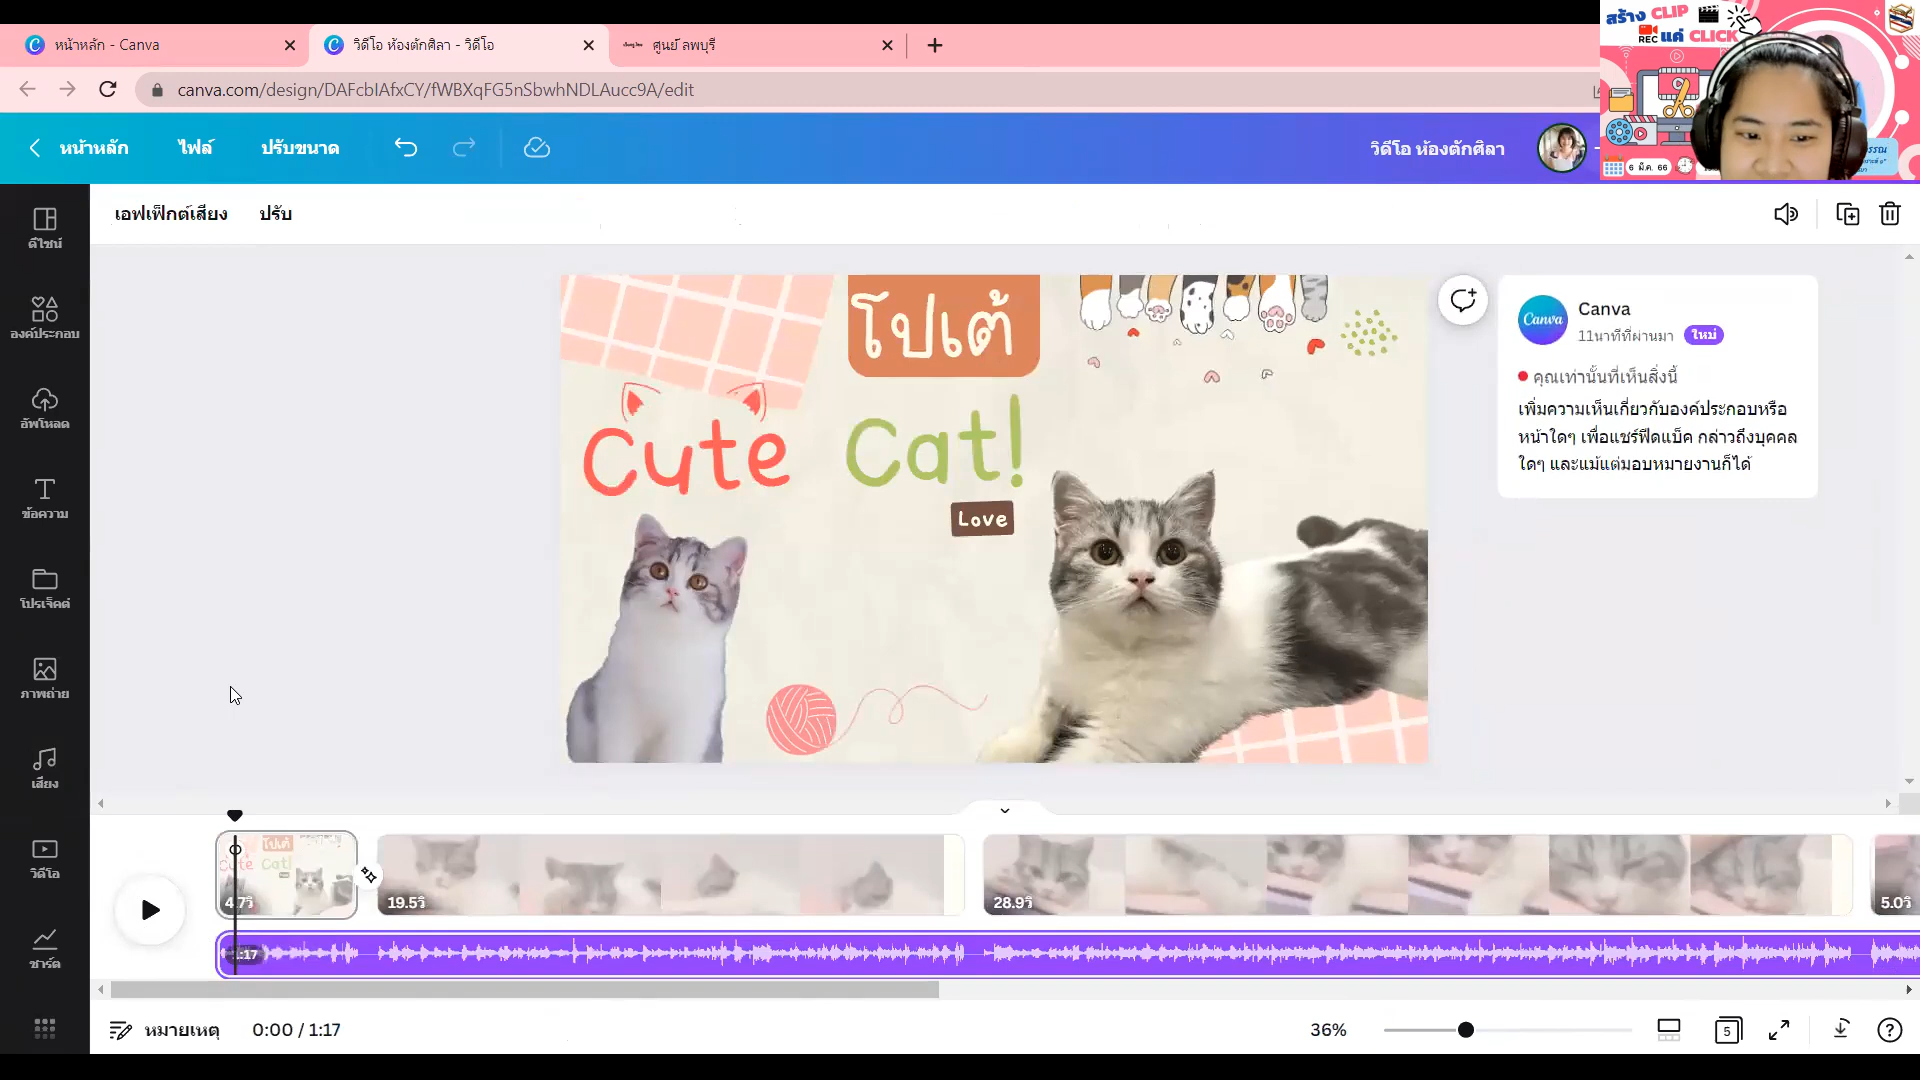 หน้าหลัก - Canva
วิดีโอ ห้องตักศิลา - วิดีโอ
ศูนย์ ลพบุรี
canva.com/design/DAFcbIAfxCY/fWBXqFG5nSbwhNDLAucc9A/edit
สร้าง CLIP
REC แค่ CLICK
6 มี.ค. 66
หน้าหลัก
ไฟล์
ปรับขนาด
วิดีโอ ห้องตักศิลา
เอฟเฟ็กต์เสียง
ปรับ
ดีไซน์
องค์ประกอบ
อัพโหลด
ข้อความ
โปรเจ็คต์
ภาพถ่าย
เสียง
วิดีโอ
ชาร์ต
โปเต้
Cute Cat!
Love
Canva
Canva
11นาทีที่ผ่านมา ใหม่
คุณเท่านั้นที่เห็นสิ่งนี้
เพิ่มความเห็นเกี่ยวกับองค์ประกอบหรือ
หน้าใดๆ เพื่อแชร์ฟีดแบ็ค กล่าวถึงบุคคล
ใดๆ และแม้แต่มอบหมายงานก็ได้
โปเต้
Cute Cat!
4.7วิ
19.5วิ
28.9วิ
5.0วิ
1:17
หมายเหตุ
0:00 / 1:17
36%
5